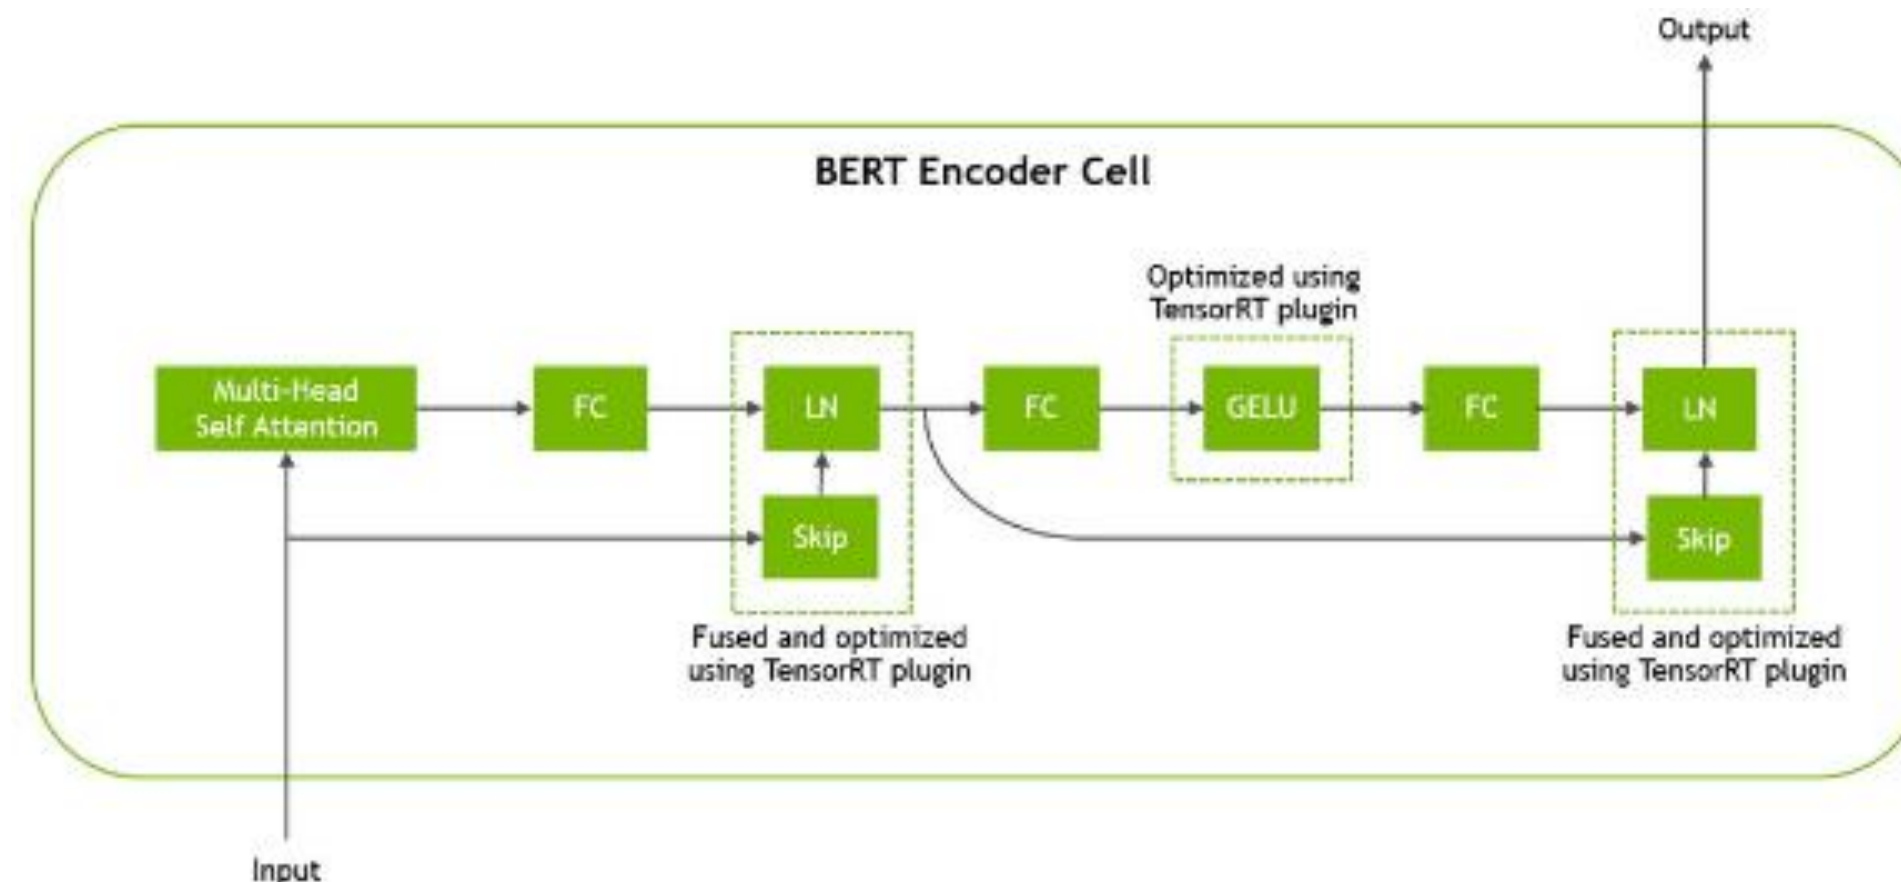 Output
BERT Encoder Cell
Optimized using
TensorRT plugin
Multi-Head
Self Attention
FC
LN
FC
GELU
FC
LN
Skip
Skip
Fused and optimized
using TensorRT plugin
Fused and optimized
using TensorRT plugin
Input